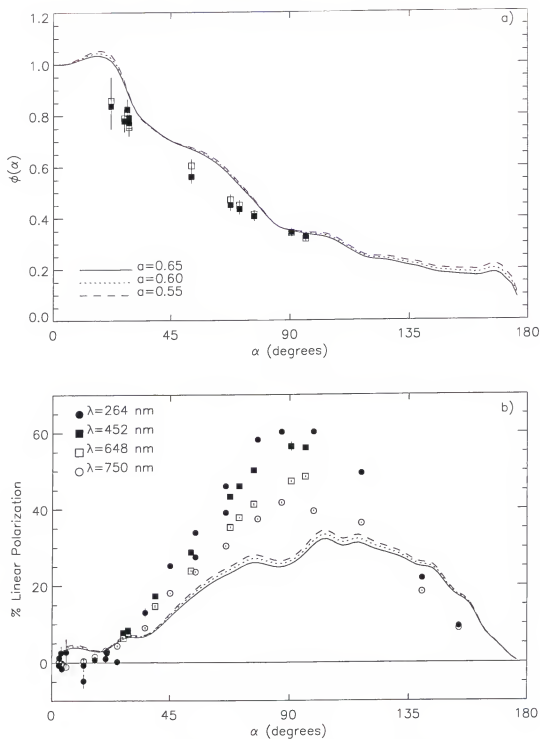 1.2
a)
1.0
0.8
0.6
0.4
0.2
0.0
φ(α)
a=0.65
a=0.60
a=0.55
45
90
135
180
α (degrees)
b)
λ=264 nm
λ=452 nm
λ=648 nm
λ=750 nm
60
40
20
0
% Linear Polarization
45
90
135
180
α (degrees)